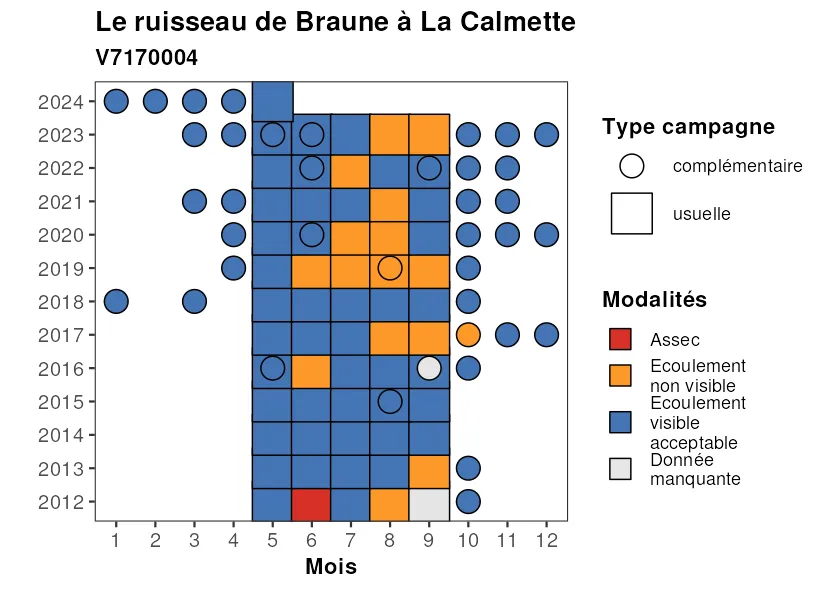 Le ruisseau de Braune à La Calmette
V7170004
2024
2023
2022
2021
2020
2019
2018
2017
2016
2015
2014
2013
2012
1 2 3 4 5 6 7 8 9 10 11 12
Mois
Type campagne
complémentaire
usuelle
Modalités
Assec
Ecoulement
non visible
Ecoulement
visible
acceptable
Donnée
manquante